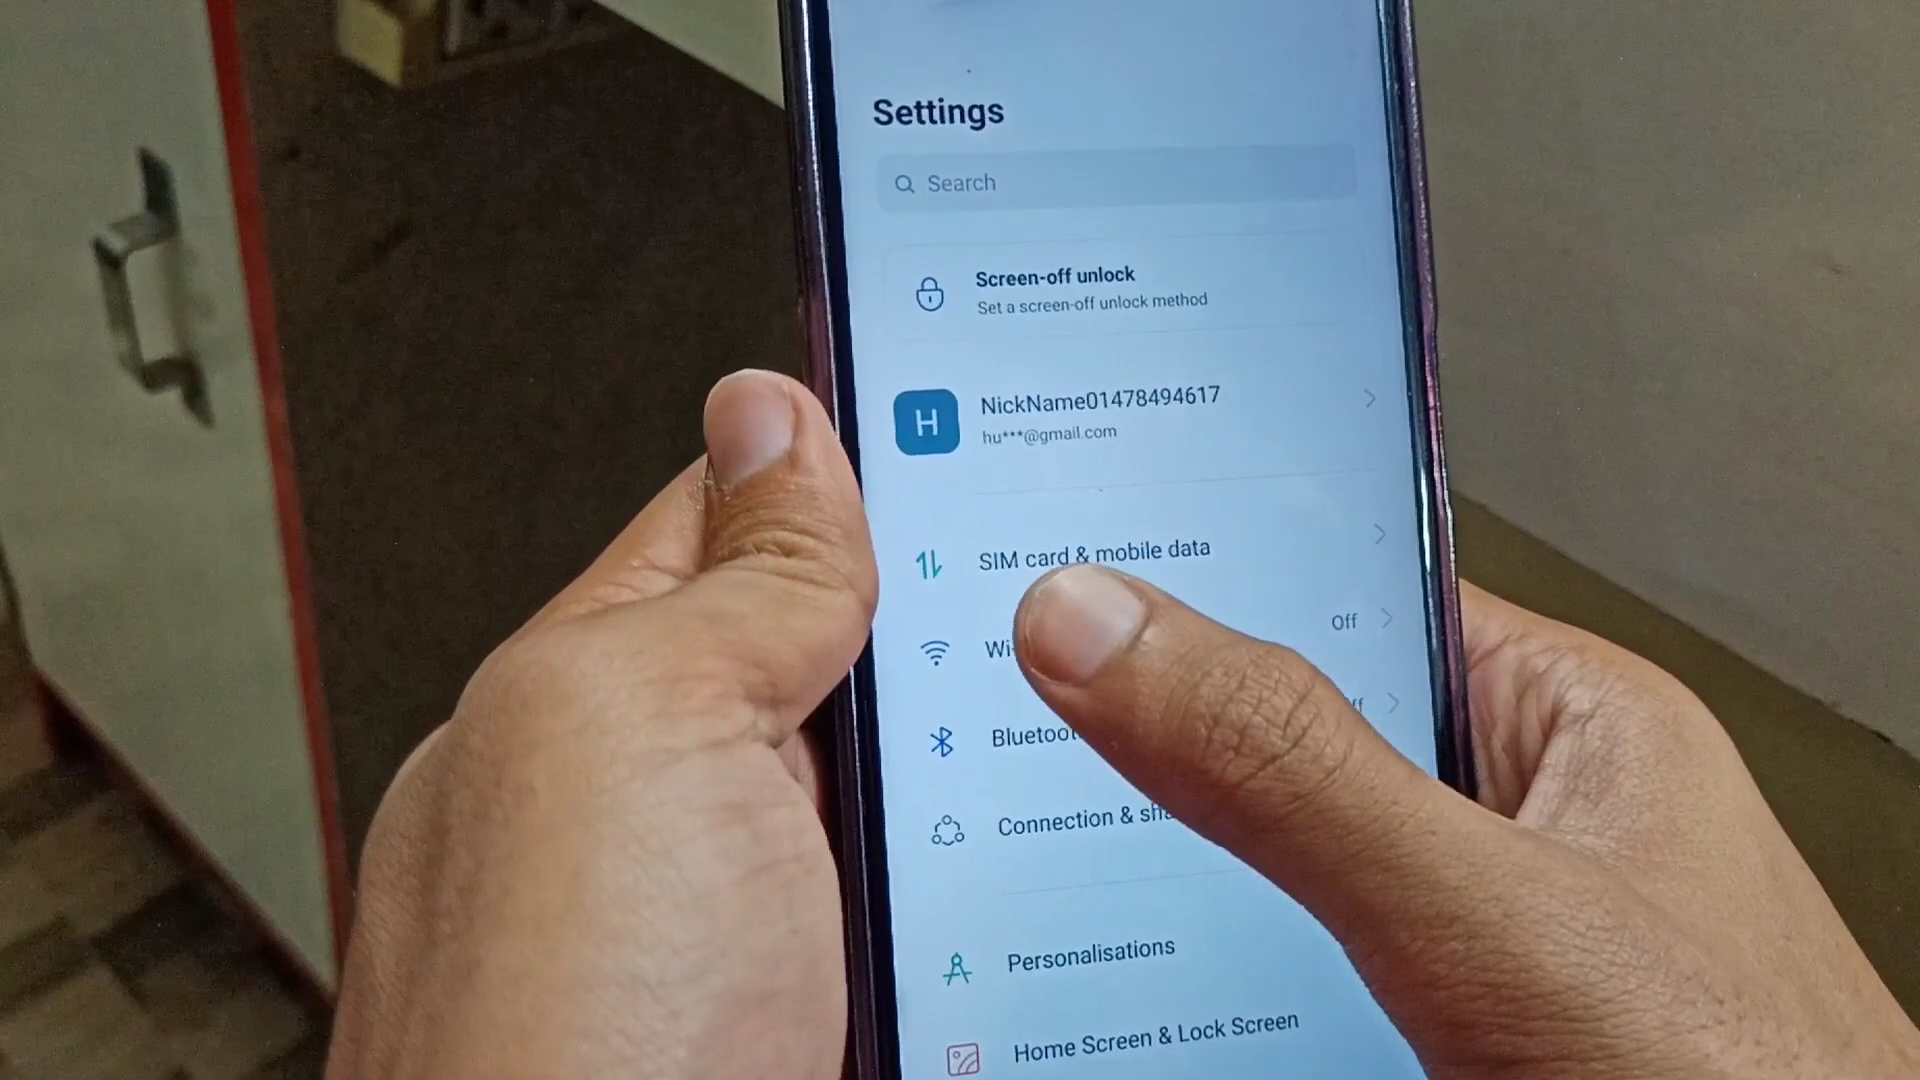 Settings
Search
Screen-off unlock
Set a screen-off unlock method
H
NickName01478494617
hu***@gmail.com
SIM card & mobile data
Off
Personalisations
Connection &
Home Screen & Lock Screen